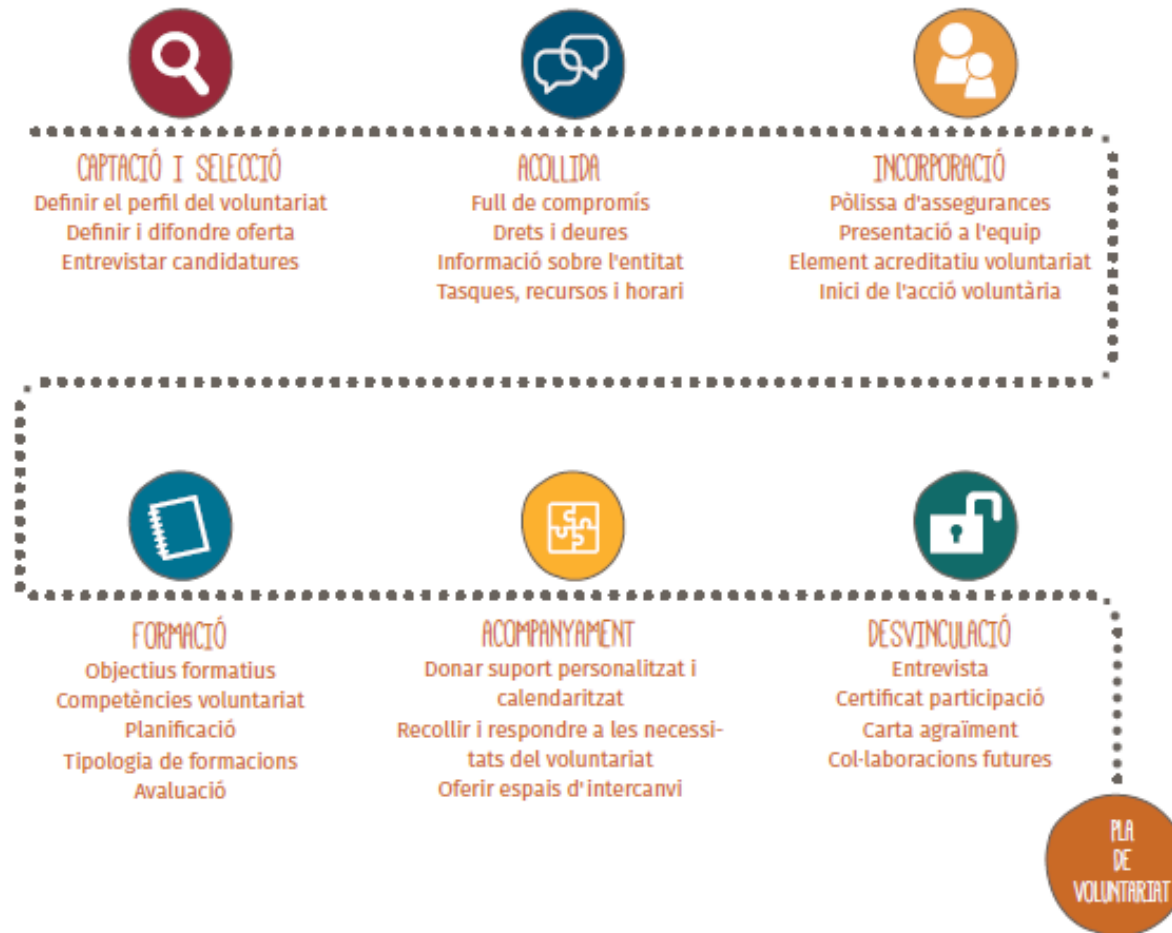 CAPTACIÓ I SELECCIÓ
Definir el perfil del voluntariat
Definir i difondre oferta
Entrevistar candidatures
ACOLLIDA
Full de compromís
Drets i deures
Informació sobre l'entitat
Tasques, recursos i horari
INCORPORACIÓ
Pòlissa d'assegurances
Presentació a l'equip
Element acreditatiu voluntariat
Inici de l'acció voluntària
FORMACIÓ
Objectius formatius
Competències voluntariat
Planificació
Tipologia de formacions
Avaluació
ACOMPANYAMENT
Donar suport personalitzat i
calendaritzat
Recollir i respondre a les necessi-
tats del voluntariat
Oferir espais d'intercanvi
DESVINCULACIÓ
Entrevista
Certificat participació
Carta agraïment
Col·laboracions futures
PLA
DE
VOLUNTARIAT